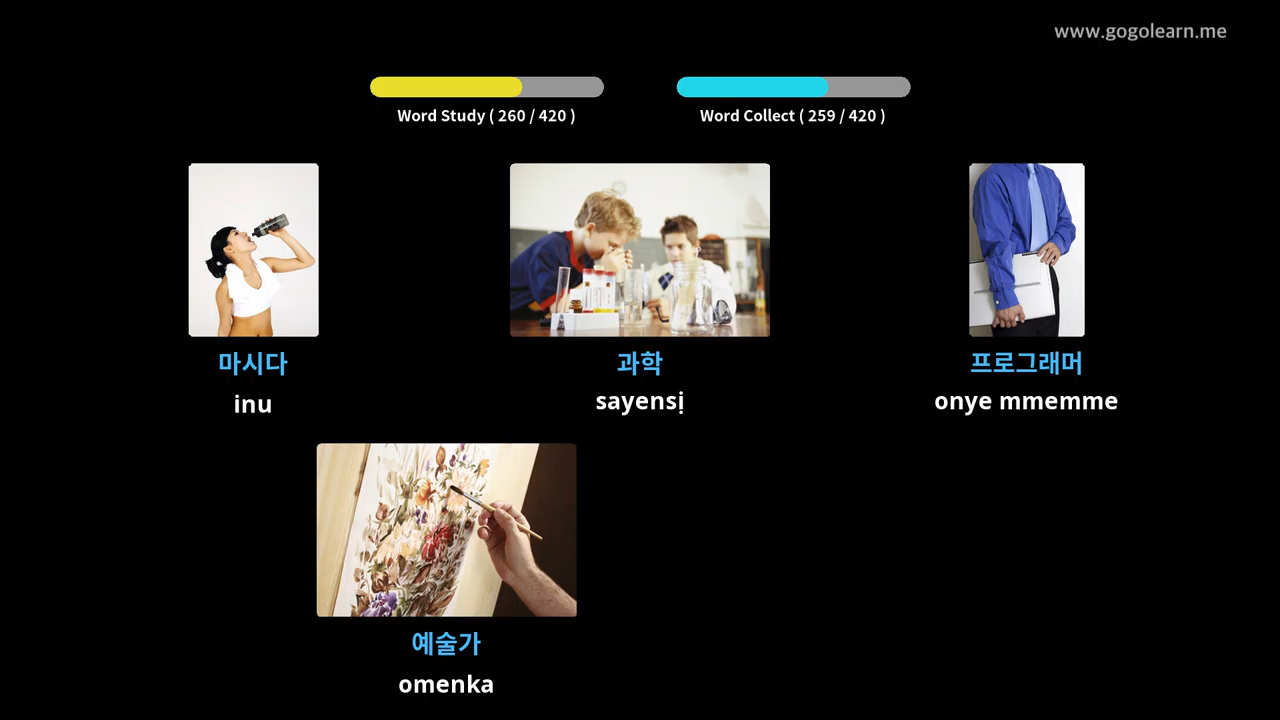 www.gogolearn.me
Word Study ( 260 / 420 )
Word Collect ( 259 / 420 )
마시다
inu
과학
sayensị
프로그래머
onye mmemme
예술가
omenka